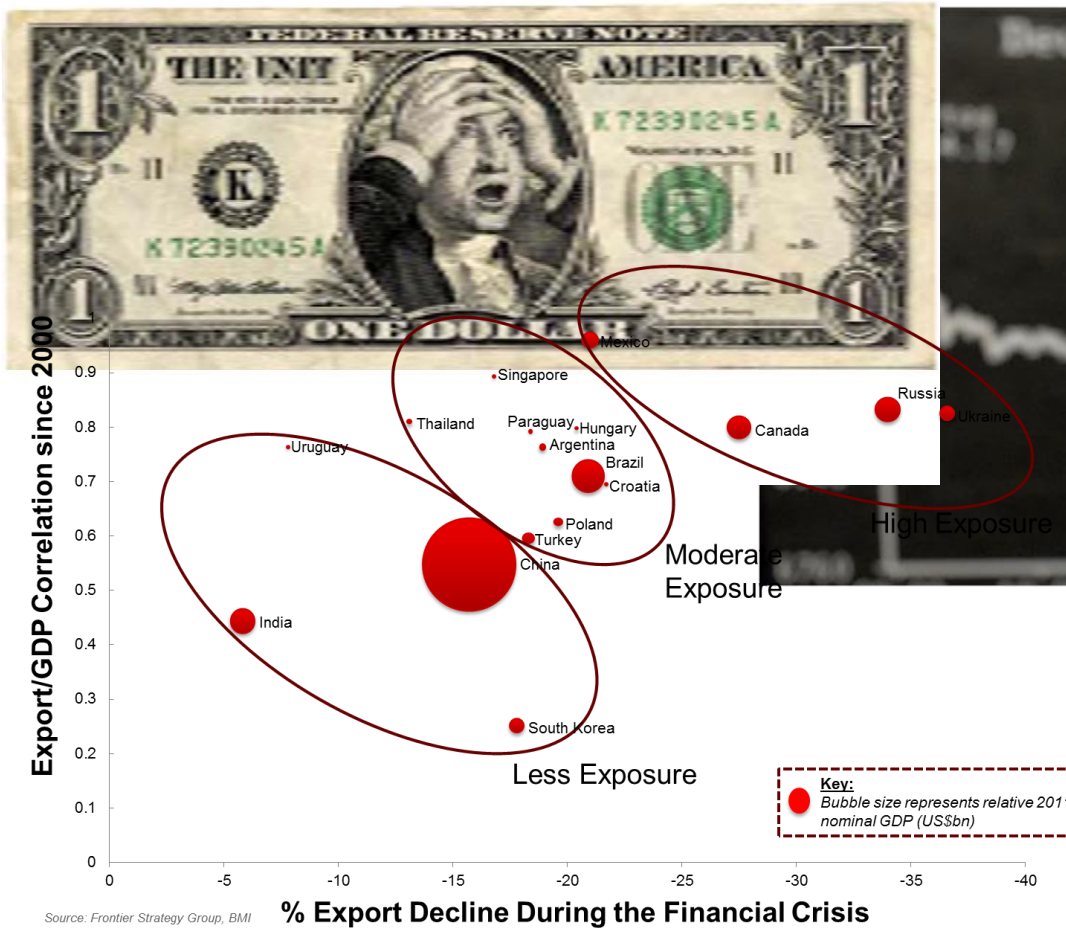 FEDERAL RESERVE NOTE
THE UNIT
AMERICA
K 72390245 A
WASHINGTON, D.C.
K
K 72390245 A
1
1
1
1
ONE DOLLAR
Export/GDP Correlation since 2000
1
0.9
0.8
0.7
0.6
0.5
0.4
0.3
0.2
0.1
0
Mexico
Singapore
Russia
Ukraine
Thailand
Paraguay
Hungary
Canada
Argentina
Uruguay
Brazil
Croatia
Poland
Turkey
China
India
South Korea
High Exposure
Moderate
Exposure
Less Exposure
Key:
Bubble size represents relative 201
nominal GDP (US$bn)
0
-5
-10
-15
-20
-25
-30
-35
-40
% Export Decline During the Financial Crisis
Source: Frontier Strategy Group, BMI